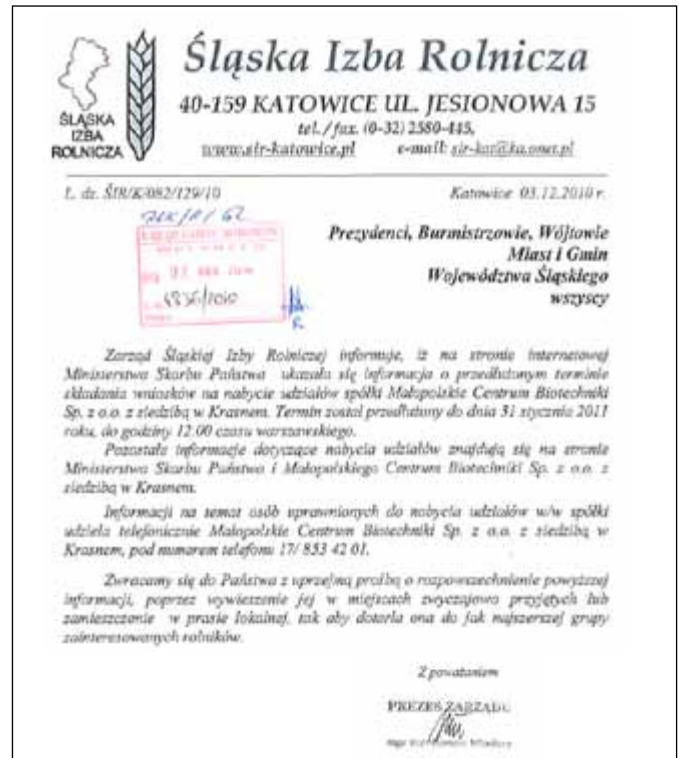 Śląska Izba Rolnicza
ŚLĄSKA
IZBA
ROLNICZA
40-159 KATOWICE UL. JESIONOWA 15
tel./fax. (0-32) 2580-445,
www.sir-katowice.pl e-mail: sir-kat@ka.onet.pl
L. dz. ŚIR/K/082/129/10 Katowice 03.12.2010 r.
Prezydenci, Burmistrzowie, Wójtowie
Miast i Gmin
Województwa Śląskiego
wszyscy
Zarząd Śląskiej Izby Rolniczej informuje, iż na stronie internetowej
Ministerstwa Skarbu Państwa ukazała się informacja o przedłużonym terminie
składania wniosków na nabycie udziałów spółki Małopolskie Centrum Biotechniki
Sp. z o.o. z siedzibą w Krasnem. Termin został przedłużony do dnia 31 stycznia 2011
roku, do godziny 12.00 czasu warszawskiego.
Pozostałe informacje dotyczące nabycia udziałów znajdują się na stronie
Ministerstwa Skarbu Państwa i Małopolskiego Centrum Biotechniki Sp. z o.o. z
siedzibą w Krasnem.
Informacji na temat osób uprawnionych do nabycia udziałów w/w spółki
udziela telefonicznie Małopolskie Centrum Biotechniki Sp. z o.o. z siedzibą w
Krasnem, pod numerem telefonu 17/ 853 42 01.
Zwracamy się do Państwa z uprzejmą prośbą o rozpowszechnienie powyższej
informacji, poprzez wywieszenie jej w miejscach zwyczajowo przyjętych lub
zamieszczenie w prasie lokalnej, tak aby dotarła ona do jak najszerszej grupy
zainteresowanych rolników.
Z poważaniem
PREZES ZARZĄDU